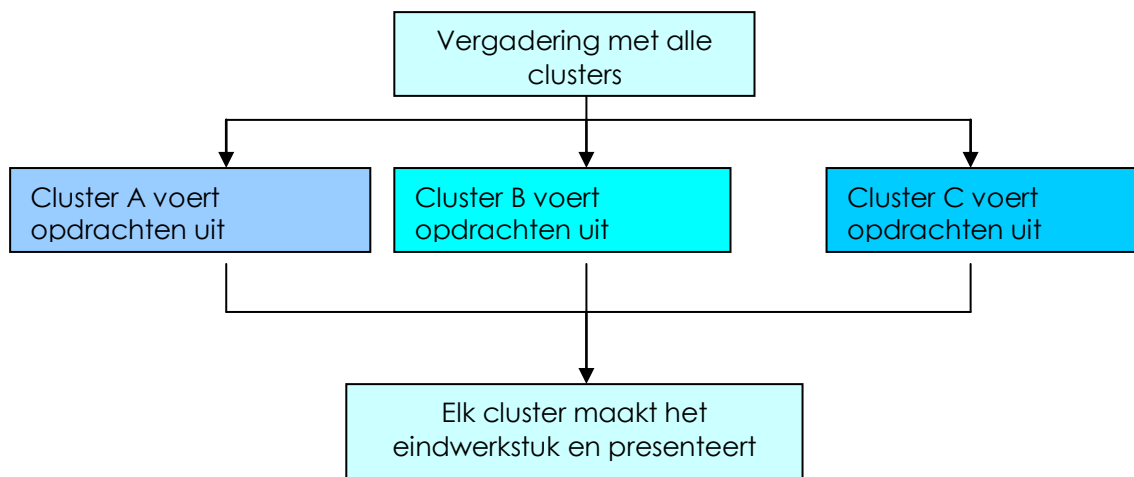 Vergadering met alle
clusters
Cluster A voert
opdrachten uit
Cluster B voert
opdrachten uit
Cluster C voert
opdrachten uit
Elk cluster maakt het
eindwerkstuk en presenteert